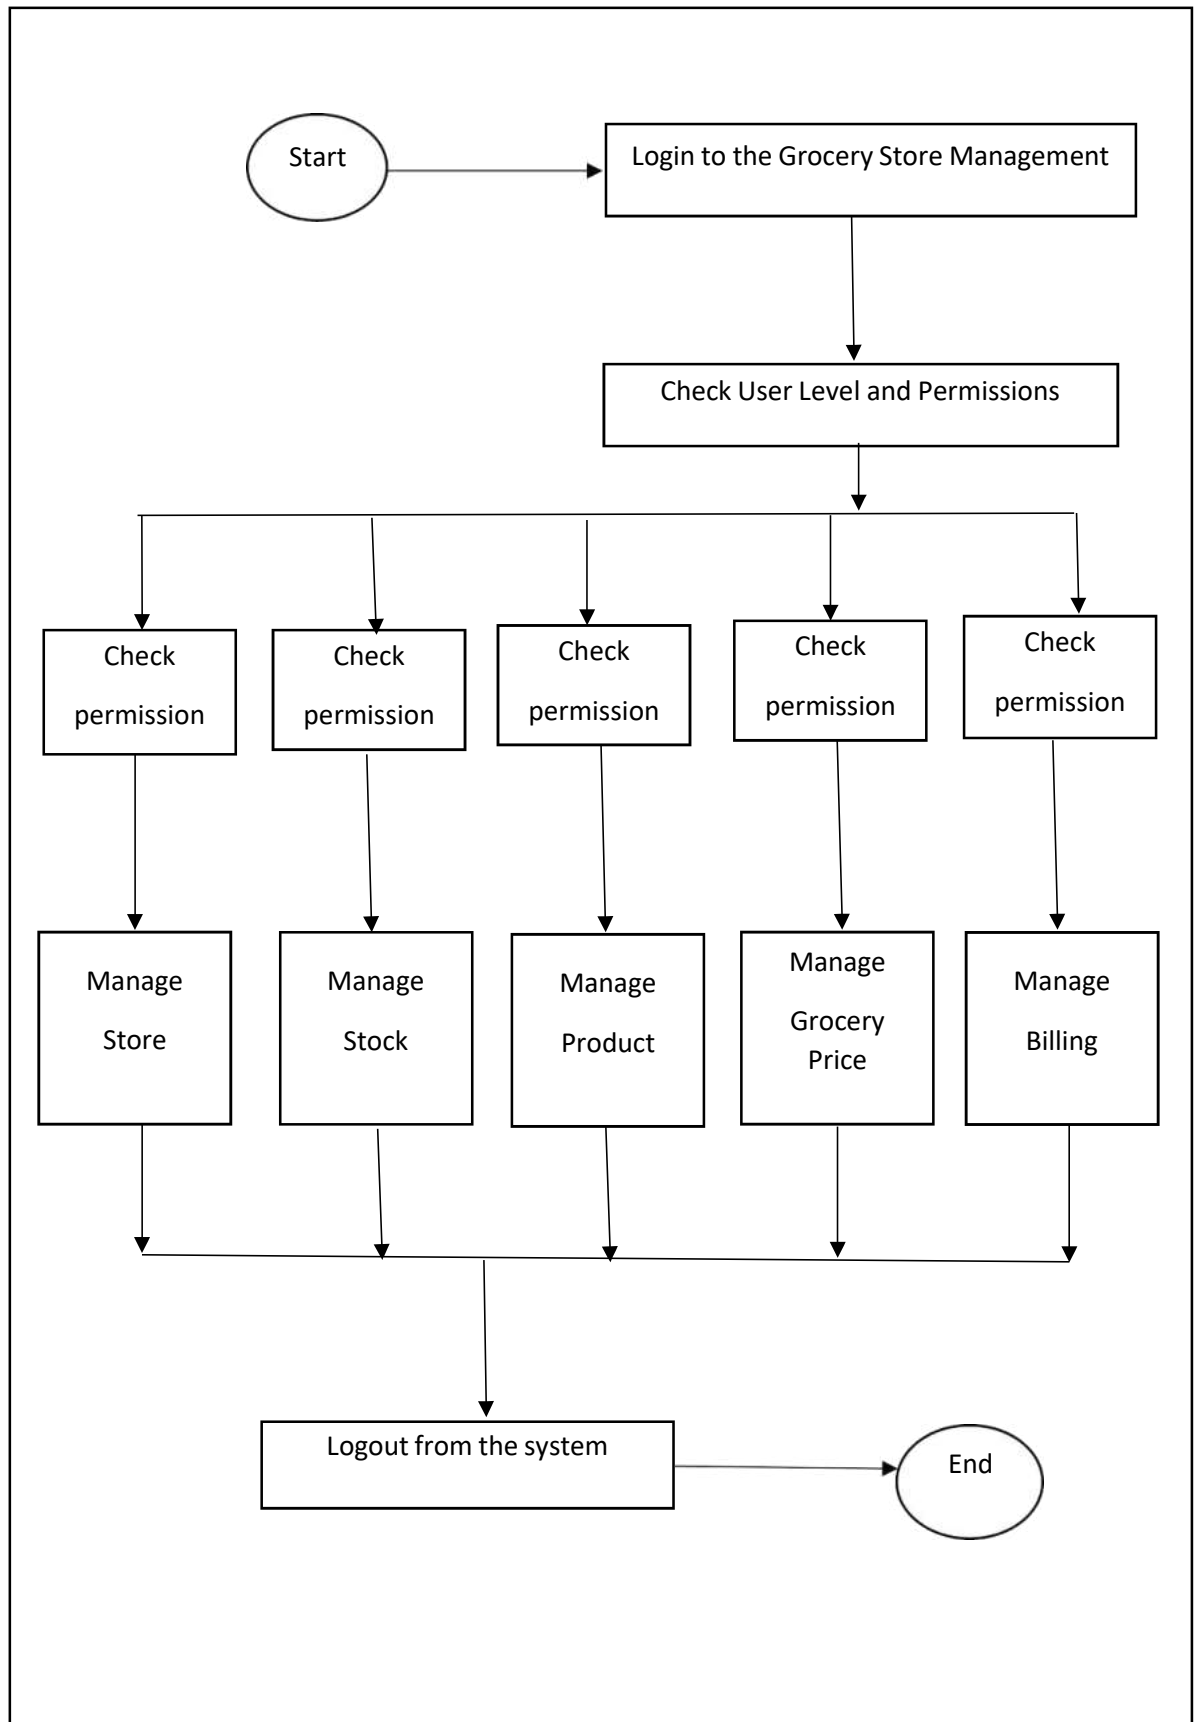 Start
Login to the Grocery Store Management
Check User Level and Permissions
Check
permission
Check
permission
Check
permission
Check
permission
Check
permission
Manage
Store
Manage
Stock
Manage
Product
Manage
Grocery
Price
Manage
Billing
Logout from the system
End